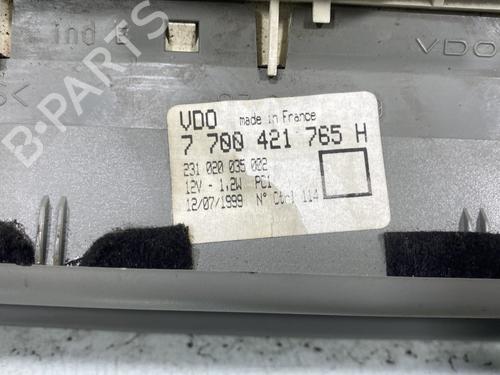 ind E
VDO
VDO made in France
7 700 421 765 H
231 020 035 002
12V - 1,2W PC1
12/07/1999 N° Ctrl 114
B-Parts